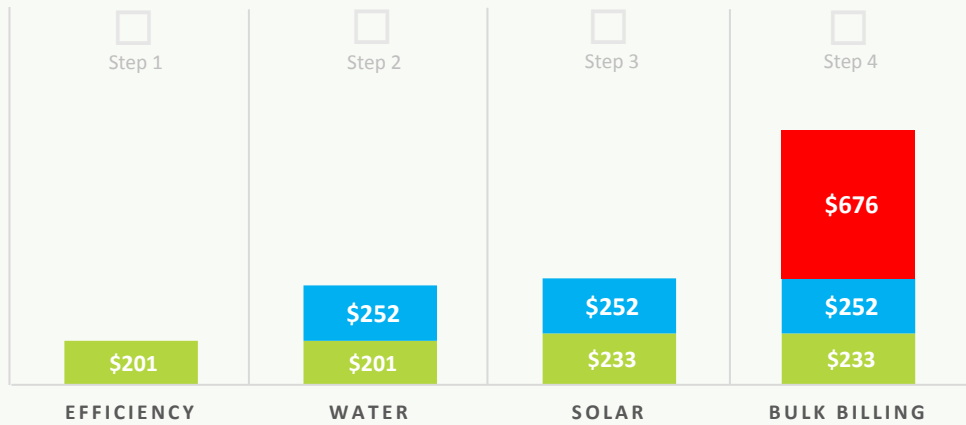 Step 1
Step 2
Step 3
Step 4
$676
$252
$252
$252
$201
$201
$233
$233
EFFICIENCY
WATER
SOLAR
BULK BILLING